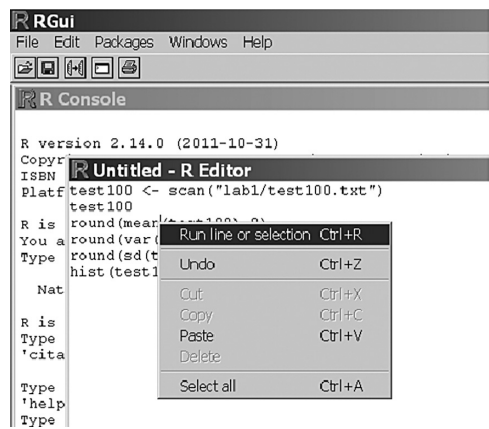 RGui
File Edit Packages Windows Help
R Console
R version 2.14.0 (2011-10-31)
Copyr
ISBN
Platf
R is
You a
Type
Nat
R is
Type
'cita
Type
'help
Type
Untitled - R Editor
test100 <- scan("lab1/test100.txt")
test100
round(mean
round(var(
round(sd(t
hist(test1
Run line or selection Ctrl+R
Undo Ctrl+Z
Cut Ctrl+X
Copy Ctrl+C
Paste Ctrl+V
Delete
Select all Ctrl+A